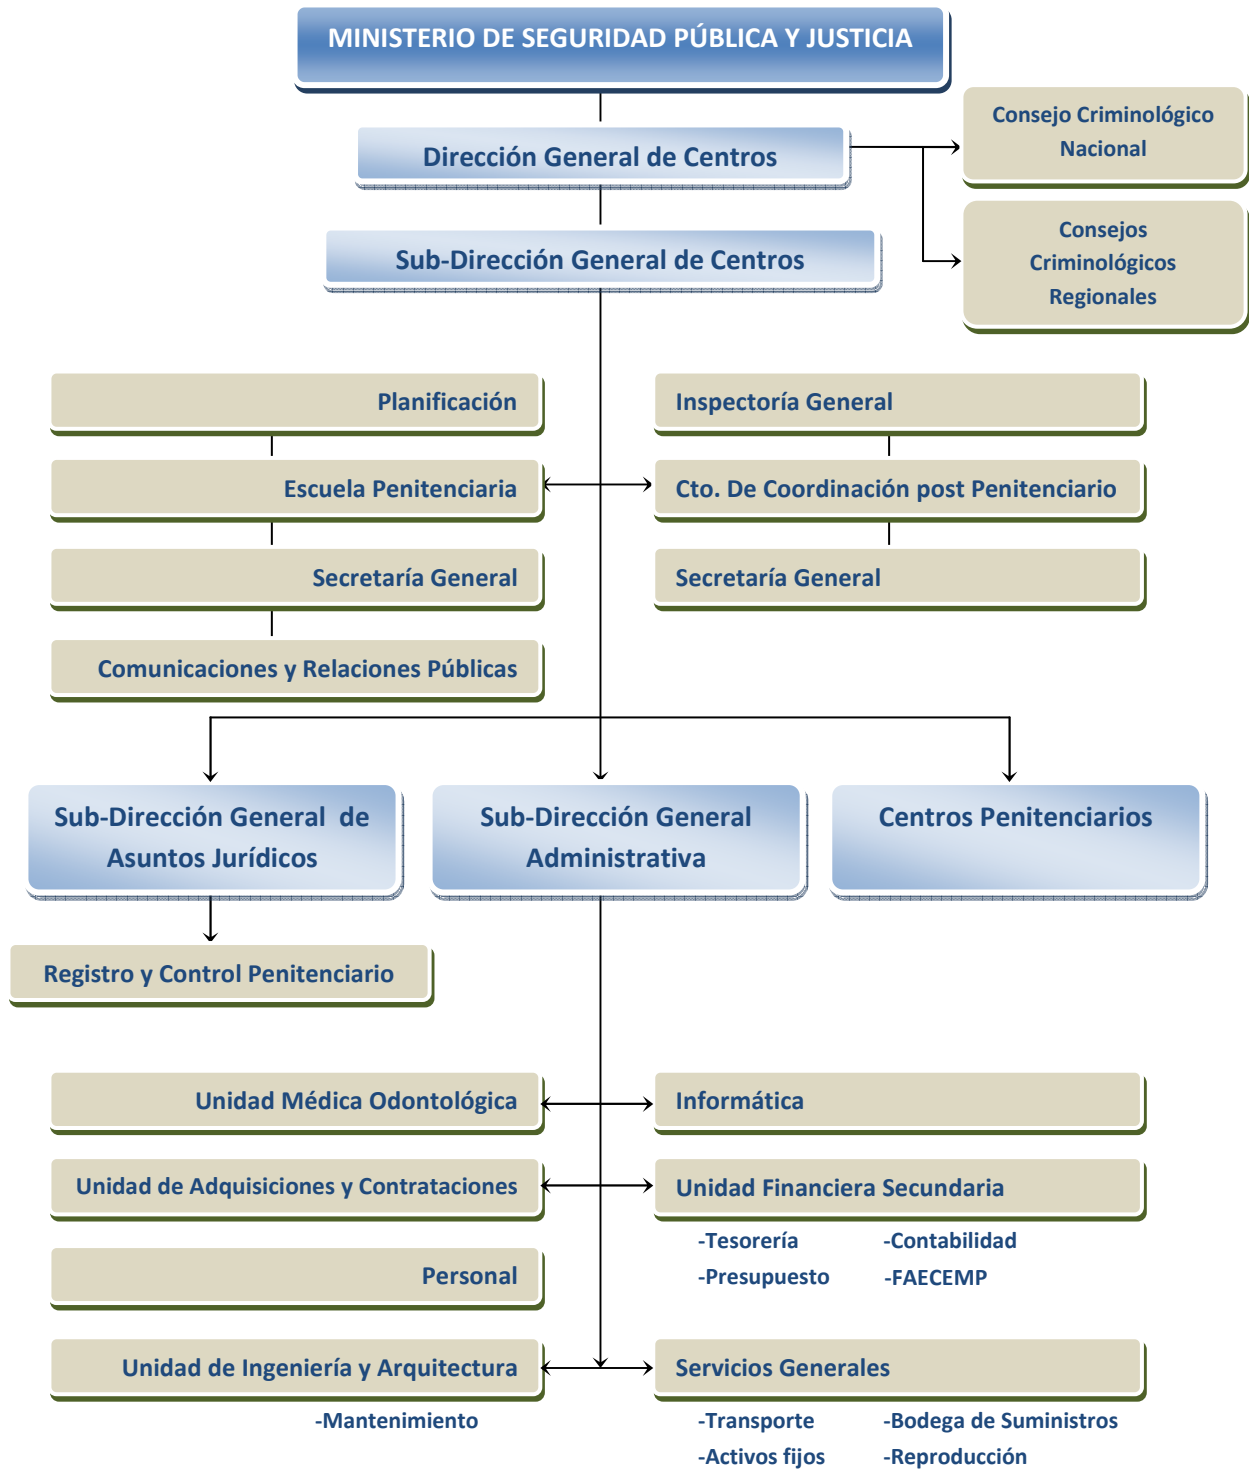 MINISTERIO DE SEGURIDAD PÚBLICA Y JUSTICIA
Dirección General de Centros
Consejo Criminológico
Nacional
Sub-Dirección General de Centros
Consejos
Criminológicos
Regionales
Planificación
Inspectoría General
Escuela Penitenciaria
Cto. De Coordinación post Penitenciario
Secretaría General
Secretaría General
Comunicaciones y Relaciones Públicas
Sub-Dirección General de
Asuntos Jurídicos
Sub-Dirección General
Administrativa
Centros Penitenciarios
Registro y Control Penitenciario
Unidad Médica Odontológica
Informática
Unidad de Adquisiciones y Contrataciones
Unidad Financiera Secundaria
-Tesorería -Contabilidad
-Presupuesto -FAECEMP
Personal
Unidad de Ingeniería y Arquitectura
-Mantenimiento
Servicios Generales
-Transporte -Bodega de Suministros
-Activos fijos -Reproducción